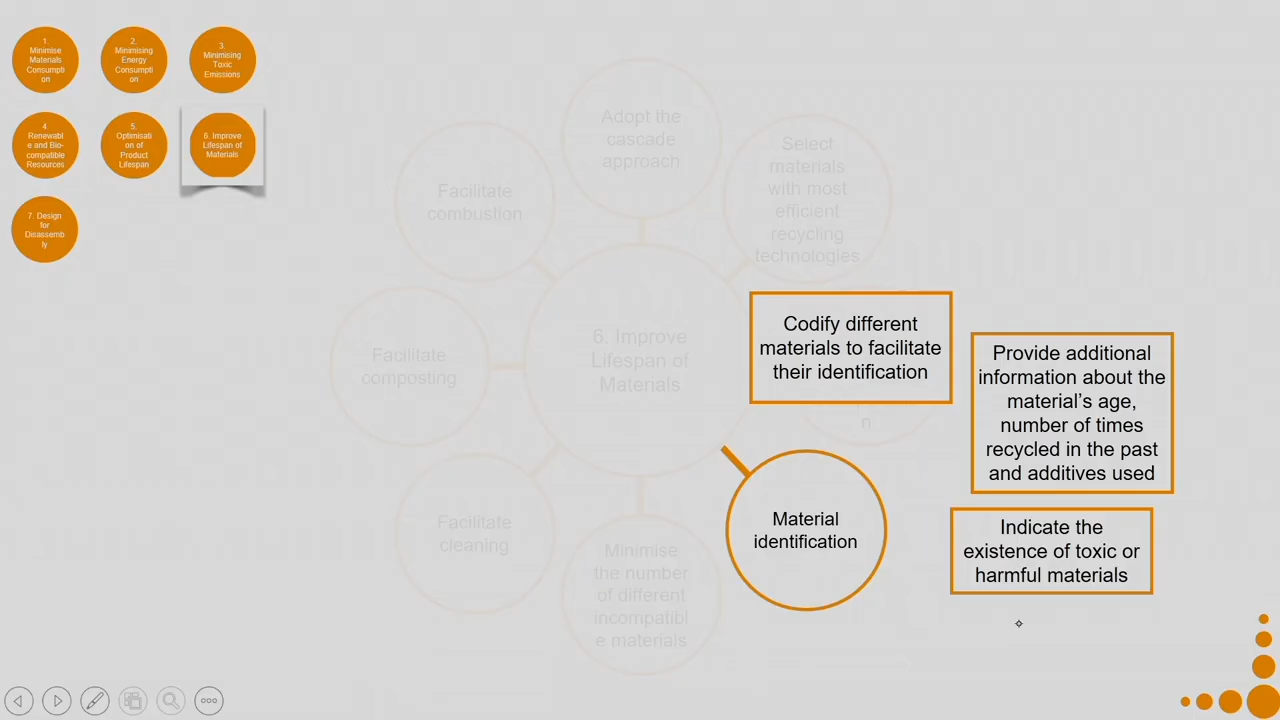 1
Minimise
Materials
Consumpti
on
2.
Minimising
Energy
Consumpti
on
3.
Minimising
Toxic
Emissions
4
Renewabl
e and Bio-
compatible
Resources
5.
Optimisati
on of
Product
Lifespan
6. Improve
Lifespan of
Materials
7. Design
for
Disassemb
ly
Adopt the
cascade
approach
Select
materials
with most
efficient
recycling
technologies
Facilitate
combustion
6. Improve
Lifespan of
Materials
Facilitate
composting
Codify different
materials to facilitate
their identification
n
Provide additional
information about the
material's age,
number of times
recycled in the past
and additives used
Material
identification
Indicate the
existence of toxic or
harmful materials
Facilitate
cleaning
Minimise
the number
of different
incompatibl
e materials